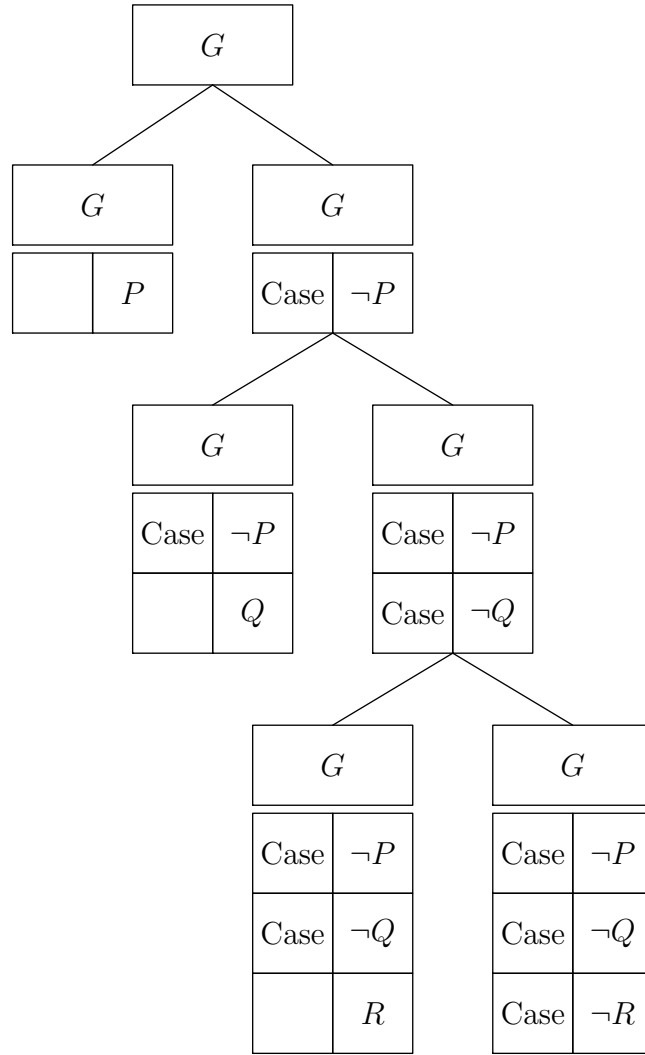 G
G G
P Case ¬P
G G
Case ¬P Case ¬P
Q Case ¬Q
G G
Case ¬P Case ¬P
Case ¬Q Case ¬Q
R Case ¬R